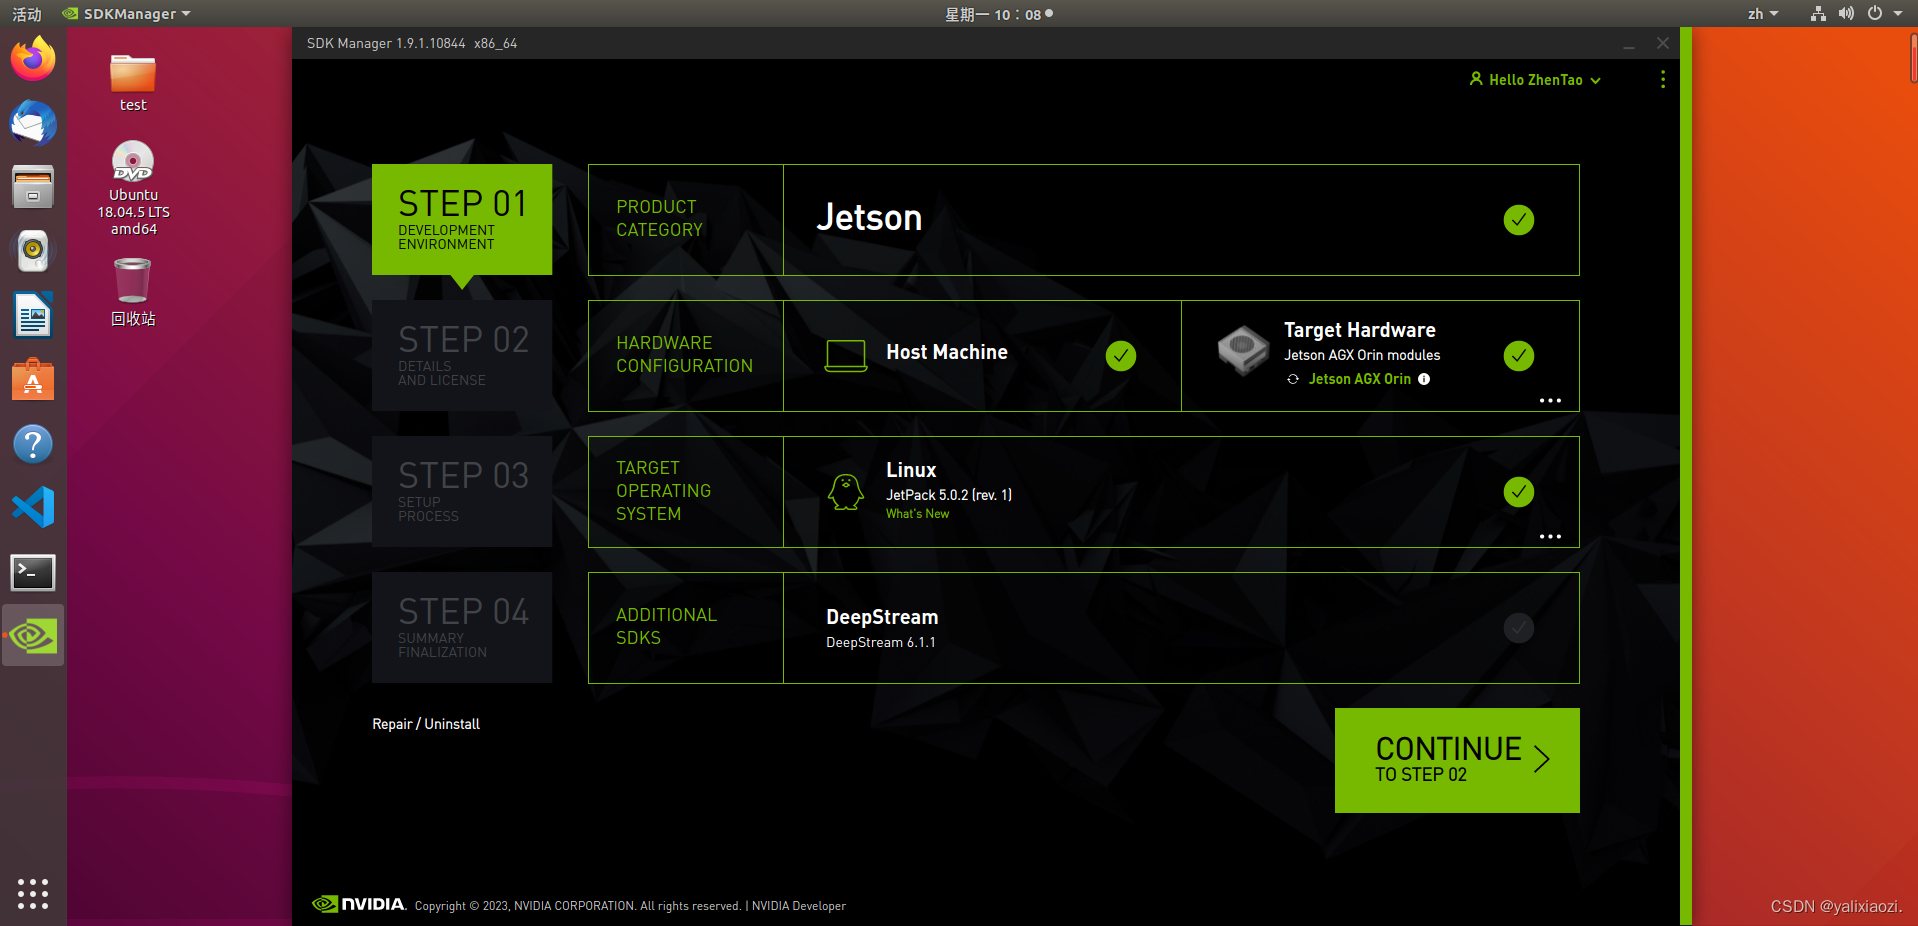 活动
SDKManager
星期一 10：08
zh
test
DVD
Ubuntu
18.04.5 LTS
amd64
回收站
SDK Manager 1.9.1.10844 x86_64
Hello ZhenTao
STEP 01
DEVELOPMENT
ENVIRONMENT
PRODUCT
CATEGORY
Jetson
STEP 02
DETAILS
AND LICENSE
HARDWARE
CONFIGURATION
Host Machine
Target Hardware
Jetson AGX Orin modules
Jetson AGX Orin
STEP 03
SETUP
PROCESS
TARGET
OPERATING
SYSTEM
Linux
JetPack 5.0.2 (rev. 1)
What's New
STEP 04
SUMMARY
FINALIZATION
ADDITIONAL
SDKS
DeepStream
DeepStream 6.1.1
Repair / Uninstall
CONTINUE
TO STEP 02
NVIDIA. Copyright © 2023, NVIDIA CORPORATION. All rights reserved. | NVIDIA Developer
CSDN @yalixiaozi.